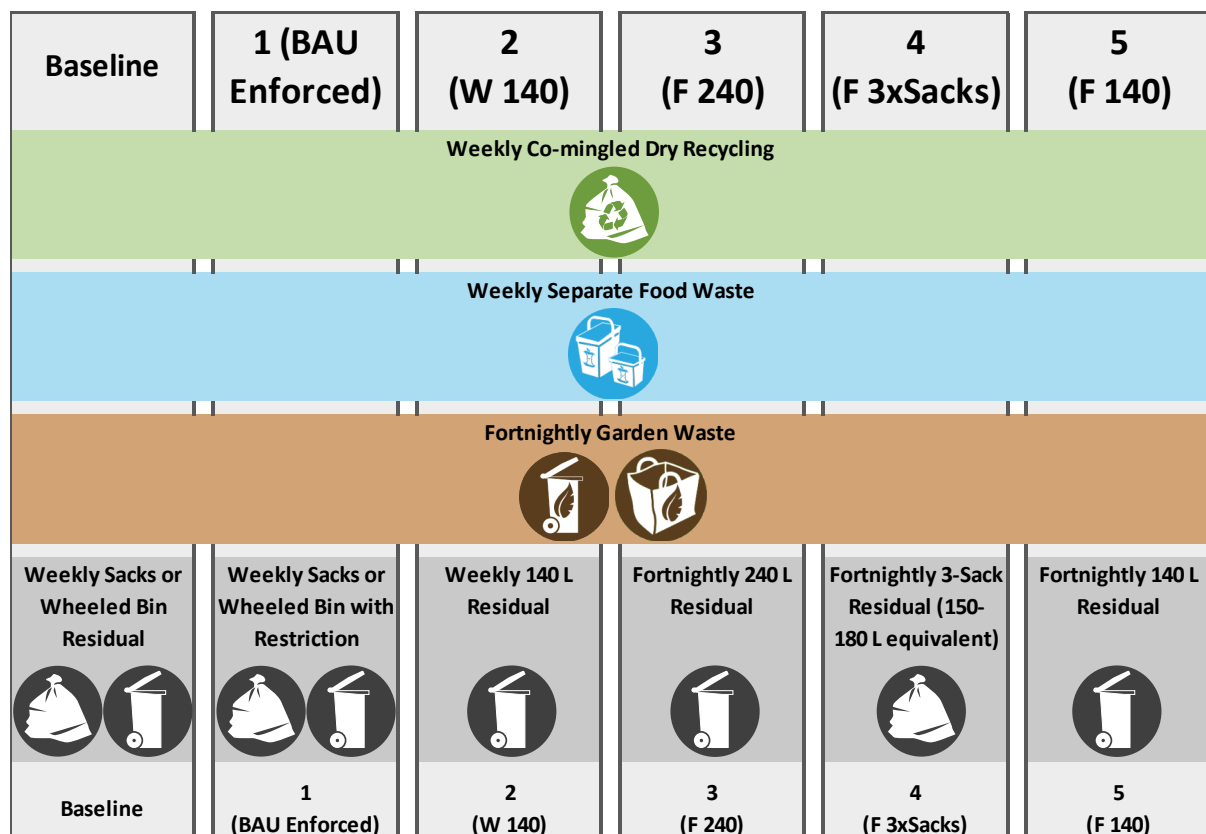 Baseline
1 (BAU
Enforced)
2
(W 140)
3
(F 240)
4
(F 3xSacks)
5
(F 140)
Weekly Co-mingled Dry Recycling
Weekly Separate Food Waste
Fortnightly Garden Waste
Weekly Sacks or
Wheeled Bin
Residual
Weekly Sacks or
Wheeled Bin with
Restriction
Weekly 140 L
Residual
Fortnightly 240 L
Residual
Fortnightly 3-Sack
Residual (150-
180 L equivalent)
Fortnightly 140 L
Residual
Baseline
1
(BAU Enforced)
2
(W 140)
3
(F 240)
4
(F 3xSacks)
5
(F 140)